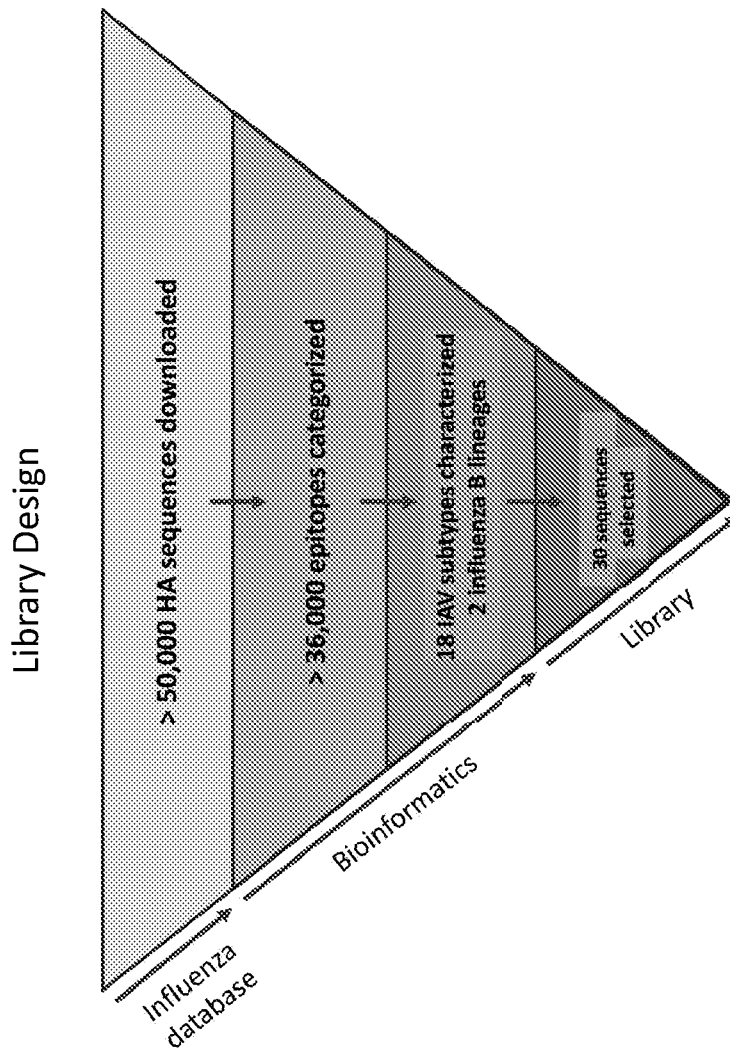 Library Design
> 50,000 HA sequences downloaded
> 36,000 epitopes categorized
18 IAV subtypes characterized
2 influenza B lineages
30 sequences
selected
Influenza
database
Bioinformatics
Library